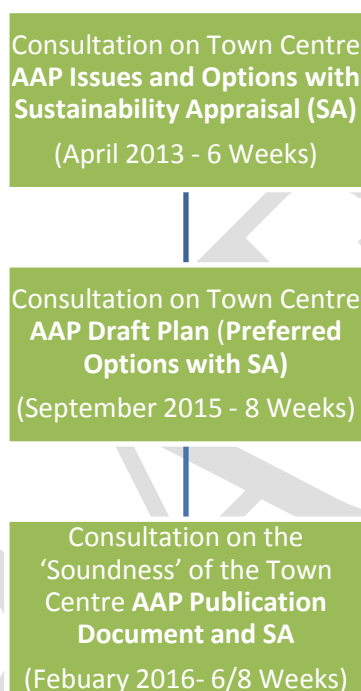 Consultation on Town Centre
AAP Issues and Options with
Sustainability Appraisal (SA)
(April 2013 - 6 Weeks)
Consultation on Town Centre
AAP Draft Plan (Preferred
Options with SA)
(September 2015 - 8 Weeks)
Consultation on the
‘Soundness’ of the Town
Centre AAP Publication
Document and SA
(Febuary 2016- 6/8 Weeks)